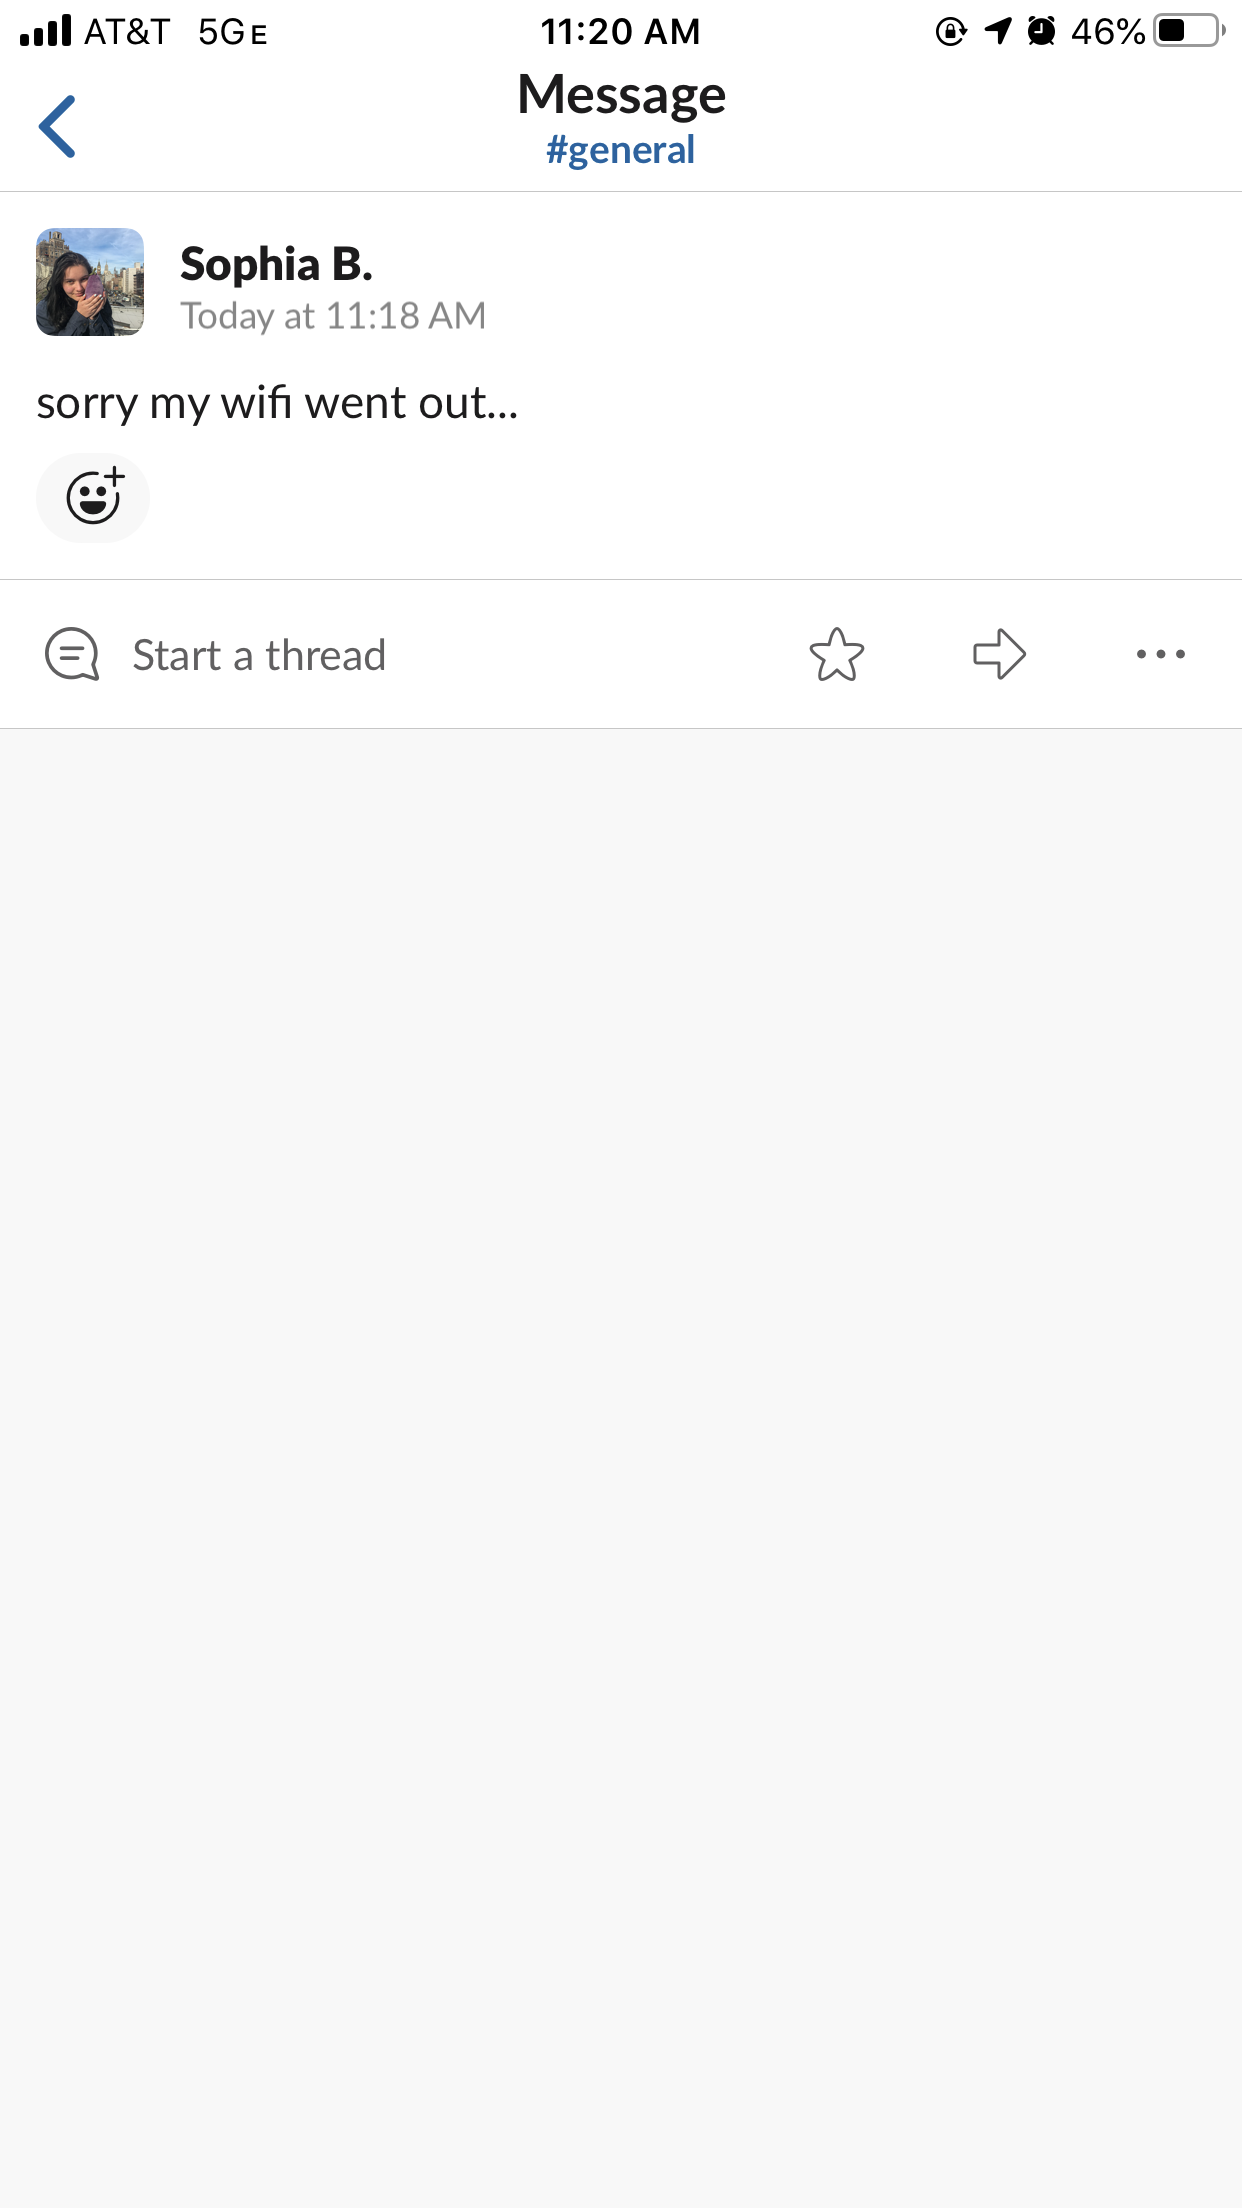 AT&T 5GE 11:20 AM 46%
Message
#general
Sophia B.
Today at 11:18 AM
sorry my wifi went out...
Start a thread